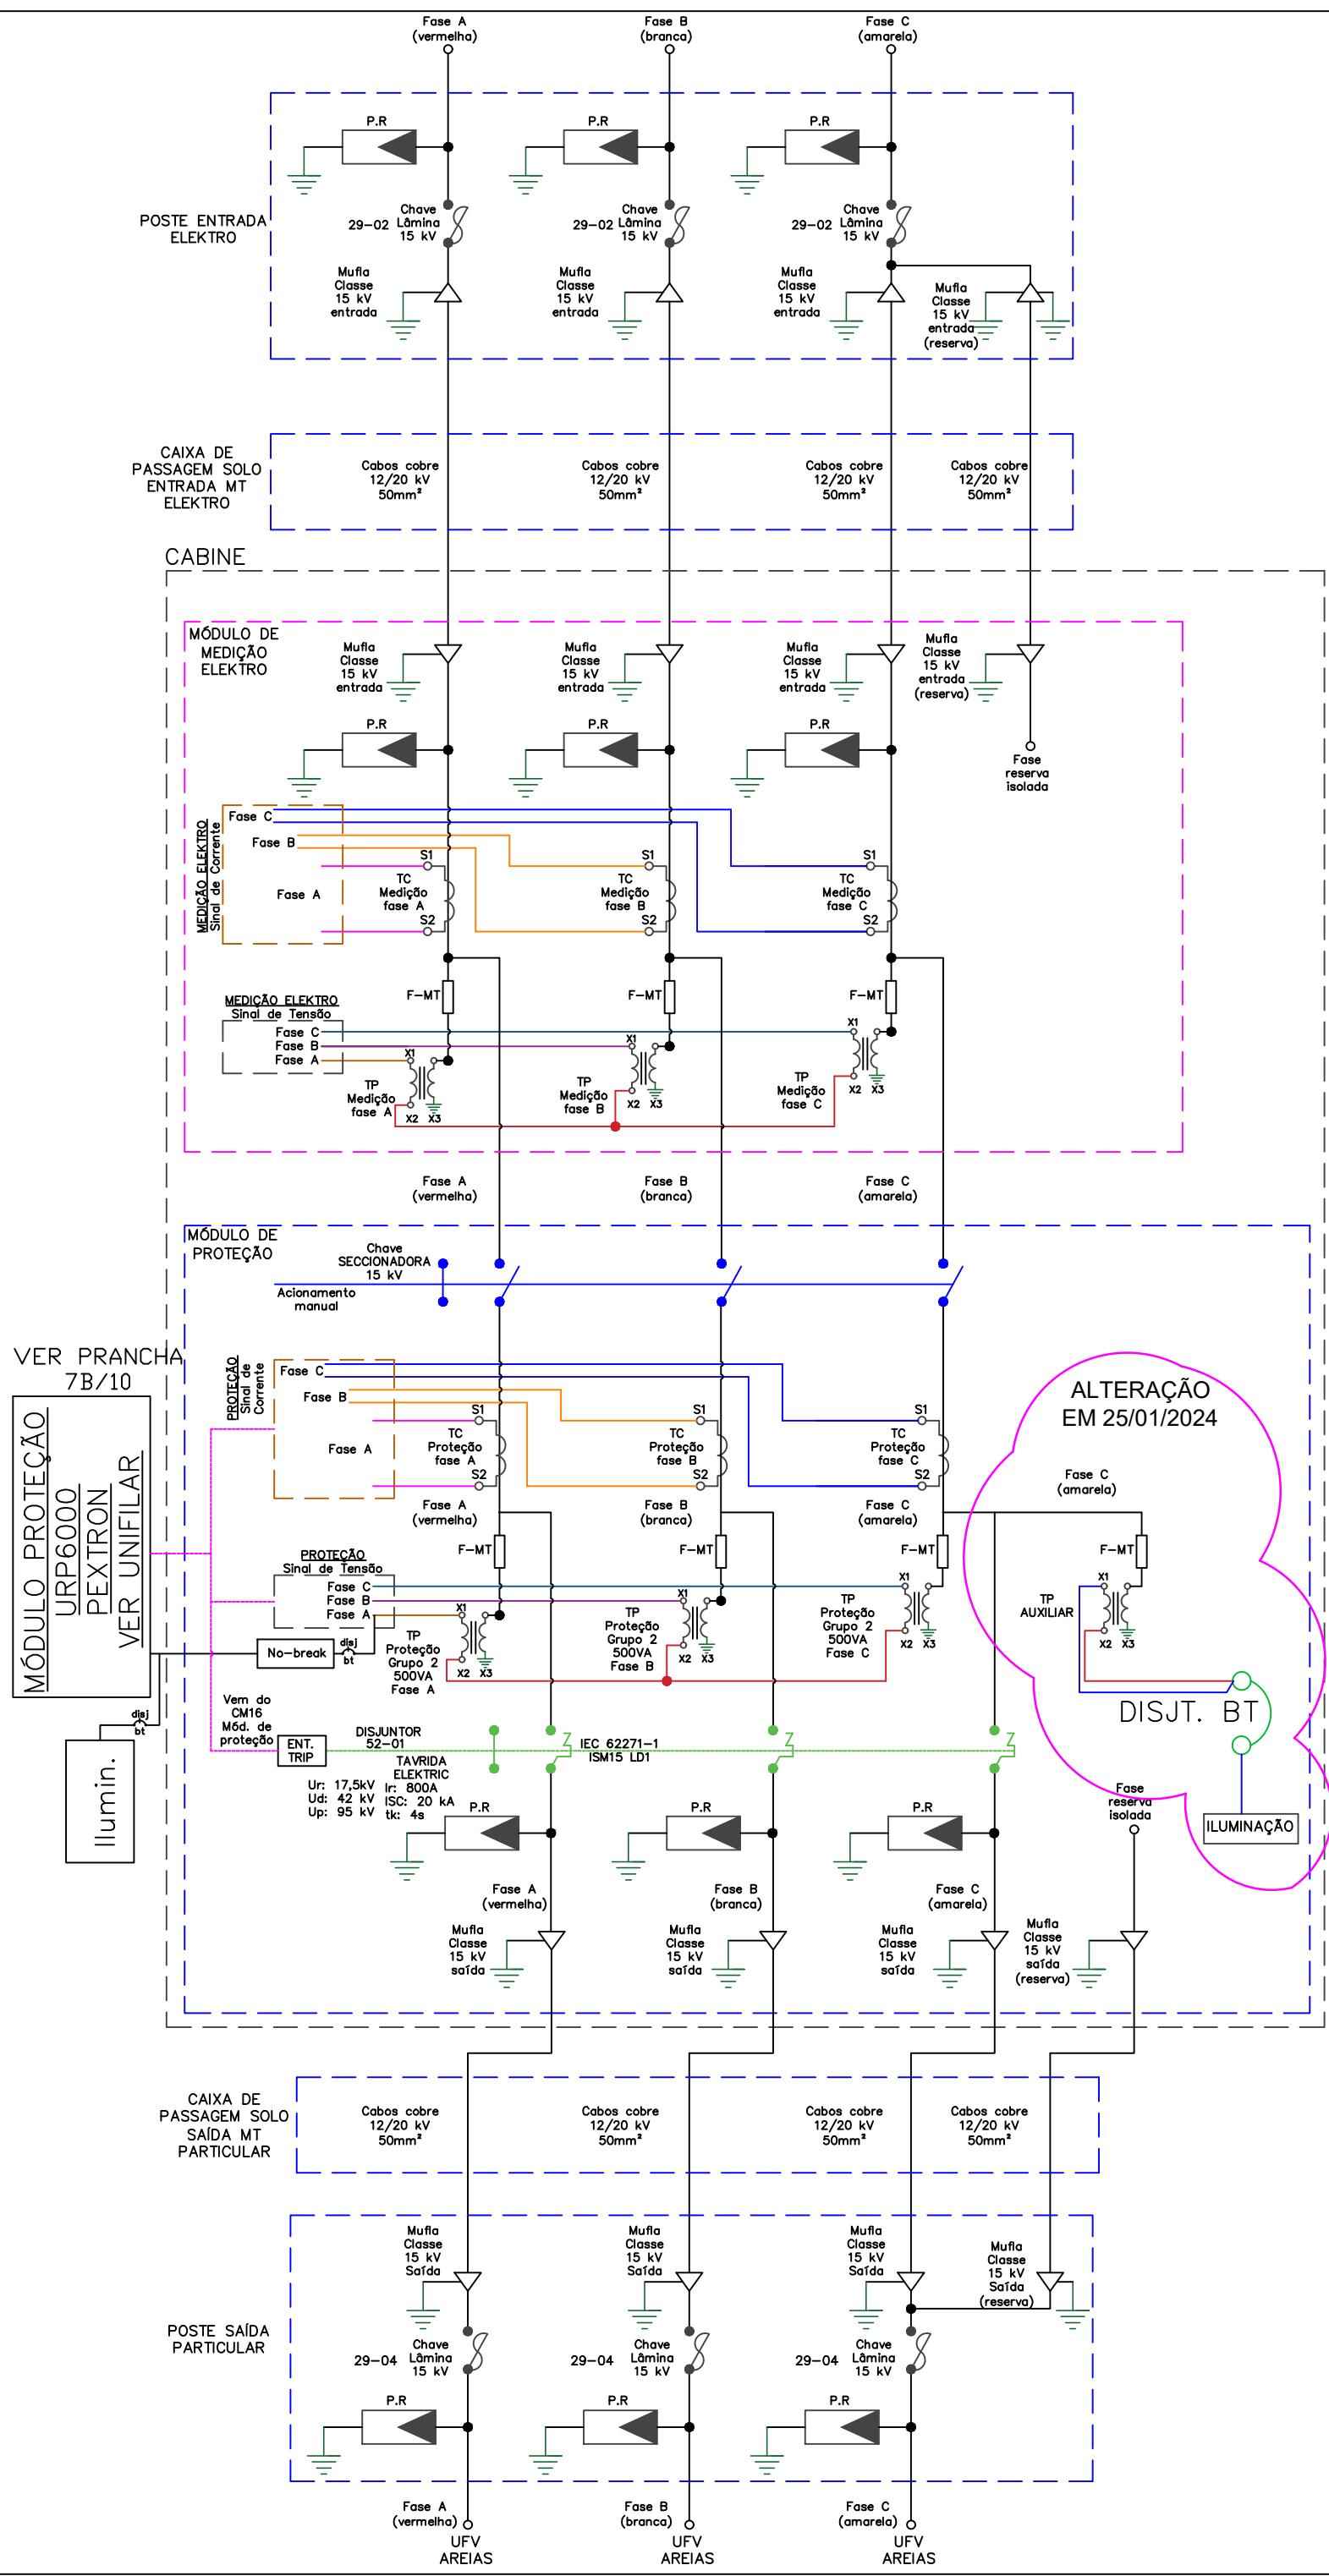 Fase A
(vermelha)
Fase B
(branca)
Fase C
(amarela)
P.R
P.R
P.R
POSTE ENTRADA
ELEKTRO
29-02
Chave
Lâmina
15 kV
29-02
Chave
Lâmina
15 kV
29-02
Chave
Lâmina
15 kV
Mufla
Classe
15 kV
entrada
Mufla
Classe
15 kV
entrada
Mufla
Classe
15 kV
entrada
Mufla
Classe
15 kV
entrada
(reserva)
CAIXA DE
PASSAGEM SOLO
ENTRADA MT
ELEKTRO
Cabos cobre
12/20 kV
50mm²
Cabos cobre
12/20 kV
50mm²
Cabos cobre
12/20 kV
50mm²
Cabos cobre
12/20 kV
50mm²
CABINE
MÓDULO DE
MEDIÇÃO
ELEKTRO
Mufla
Classe
15 kV
entrada
Mufla
Classe
15 kV
entrada
Mufla
Classe
15 kV
entrada
Mufla
Classe
15 kV
entrada
(reserva)
P.R
P.R
P.R
Fase
reserva
isolada
MEDIÇÃO ELEKTRO
Sinal de Corrente
Fase C
Fase B
Fase A
S1
TC
Medição
fase A
S2
S1
TC
Medição
fase B
S2
S1
TC
Medição
fase C
S2
F-MT
F-MT
F-MT
MEDIÇÃO ELEKTRO
Sinal de Tensão
Fase C
Fase B
Fase A
X1
TP
Medição
fase A
X2 X3
X1
TP
Medição
fase B
X2 X3
X1
TP
Medição
fase C
X2 X3
Fase A
(vermelha)
Fase B
(branca)
Fase C
(amarela)
MÓDULO DE
PROTEÇÃO
Chave
SECCIONADORA
15 kV
Acionamento
manual
VER PRANCHA
7B/10
MÓDULO PROTEÇÃO
URP6000
PEXTRON
VER UNIFILAR
PROTEÇÃO
Sinal de
Corrente
Fase C
Fase B
Fase A
S1
TC
Proteção
fase A
S2
S1
TC
Proteção
fase B
S2
S1
TC
Proteção
fase C
S2
ALTERAÇÃO
EM 25/01/2024
Fase C
(amarela)
Fase A
(vermelha)
Fase B
(branca)
Fase C
(amarela)
F-MT
F-MT
F-MT
F-MT
PROTEÇÃO
Sinal de Tensão
Fase C
Fase B
Fase A
X1
TP
Proteção
Grupo 2
500VA
Fase A
X2 X3
X1
TP
Proteção
Grupo 2
500VA
Fase B
X2 X3
X1
TP
Proteção
Grupo 2
500VA
Fase C
X2 X3
X1
TP
AUXILIAR
X2 X3
No-break
disj
bt
disj
bt
Ilumin.
Vem do
CM16
Mód. de
proteção
ENT.
TRIP
DISJUNTOR
52-01
TAVRIDA
ELEKTRIC
Ur: 17,5kV
Ud: 42 kV
Up: 95 kV
Ir: 800A
ISC: 20 kA
tk: 4s
IEC 62271-1
ISM15 LD1
DISJT. BT
ILUMINAÇÃO
Fase
reserva
isolada
P.R
P.R
P.R
Fase A
(vermelha)
Fase B
(branca)
Fase C
(amarela)
Mufla
Classe
15 kV
saída
Mufla
Classe
15 kV
saída
Mufla
Classe
15 kV
saída
Mufla
Classe
15 kV
saída
(reserva)
CAIXA DE
PASSAGEM SOLO
SAÍDA MT
PARTICULAR
Cabos cobre
12/20 kV
50mm²
Cabos cobre
12/20 kV
50mm²
Cabos cobre
12/20 kV
50mm²
Cabos cobre
12/20 kV
50mm²
Mufla
Classe
15 kV
Saída
Mufla
Classe
15 kV
Saída
Mufla
Classe
15 kV
Saída
Mufla
Classe
15 kV
Saída
(reserva)
POSTE SAÍDA
PARTICULAR
29-04
Chave
Lâmina
15 kV
29-04
Chave
Lâmina
15 kV
29-04
Chave
Lâmina
15 kV
P.R
P.R
P.R
Fase A
(vermelha)
Fase B
(branca)
Fase C
(amarela)
UFV
AREIAS
UFV
AREIAS
UFV
AREIAS